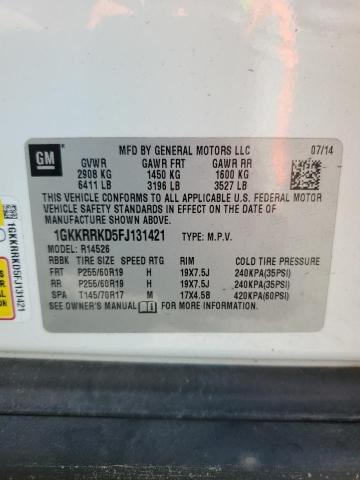 GM
MFD BY GENERAL MOTORS LLC 07/14
GVWR GAWR FRT GAWR RR
2908 KG 1450 KG 1600 KG
6411 LB 3196 LB 3527 LB
THIS VEHICLE CONFORMS TO ALL APPLICABLE U.S. FEDERAL MOTOR
VEHICLE SAFETY STANDARDS IN EFFECT ON THE DATE OF
MANUFACTURE SHOWN ABOVE.
1GKKRRKD5FJ131421 TYPE: M.P.V.
MODEL: R14526
RBBK TIRE SIZE SPEED RTG RIM COLD TIRE PRESSURE
FRT P255/60R19 H 19X7.5J 240KPA(35PSI)
RR P255/60R19 H 19X7.5J 240KPA(35PSI)
SPA T145/70R17 M 17X4.5B 420KPA(60PSI)
SEE OWNER'S MANUAL FOR MORE INFORMATION
1GKKRRKD5FJ131421